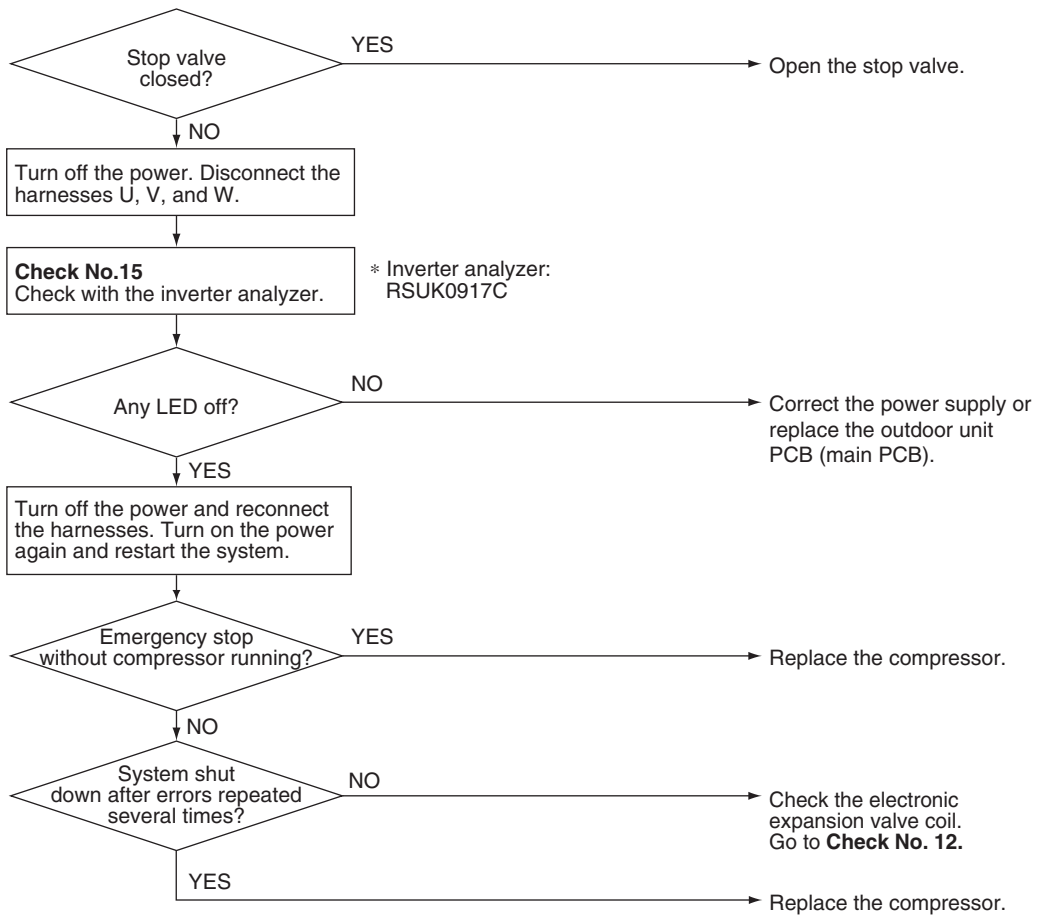 Stop valve
closed?
YES
Open the stop valve.
NO
Turn off the power. Disconnect the
harnesses U, V, and W.
Check No.15
Check with the inverter analyzer.
* Inverter analyzer:
RSUK0917C
Any LED off?
NO
Correct the power supply or
replace the outdoor unit
PCB (main PCB).
YES
Turn off the power and reconnect
the harnesses. Turn on the power
again and restart the system.
Emergency stop
without compressor running?
YES
Replace the compressor.
NO
System shut
down after errors repeated
several times?
NO
Check the electronic
expansion valve coil.
Go to Check No. 12.
YES
Replace the compressor.